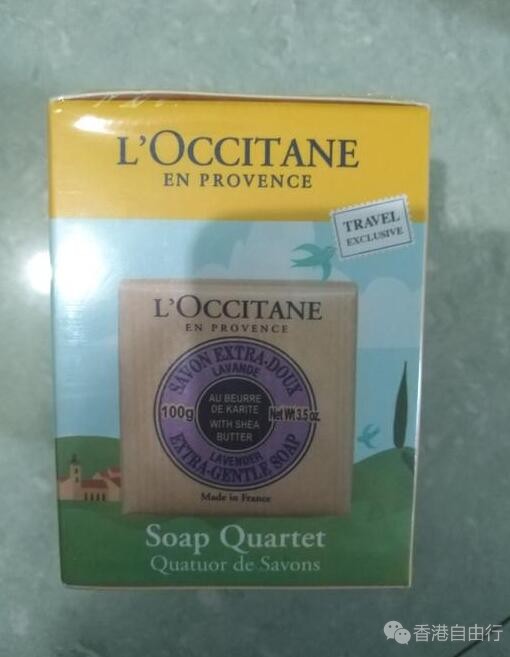 L'OCCITANE
EN PROVENCE
TRAVEL
EXCLUSIVE
L'OCCITANE
EN PROVENCE
SAVON EXTRA-DOUX
LAVANDE
100g
AU BEURRE
DE KARITE
WITH SHEA
BUTTER
Net Wt 3.5 oz.
LAVENDER
EXTRA-GENTLE SOAP
Made in France
Soap Quartet
Quatuor de Savons
香港自由行